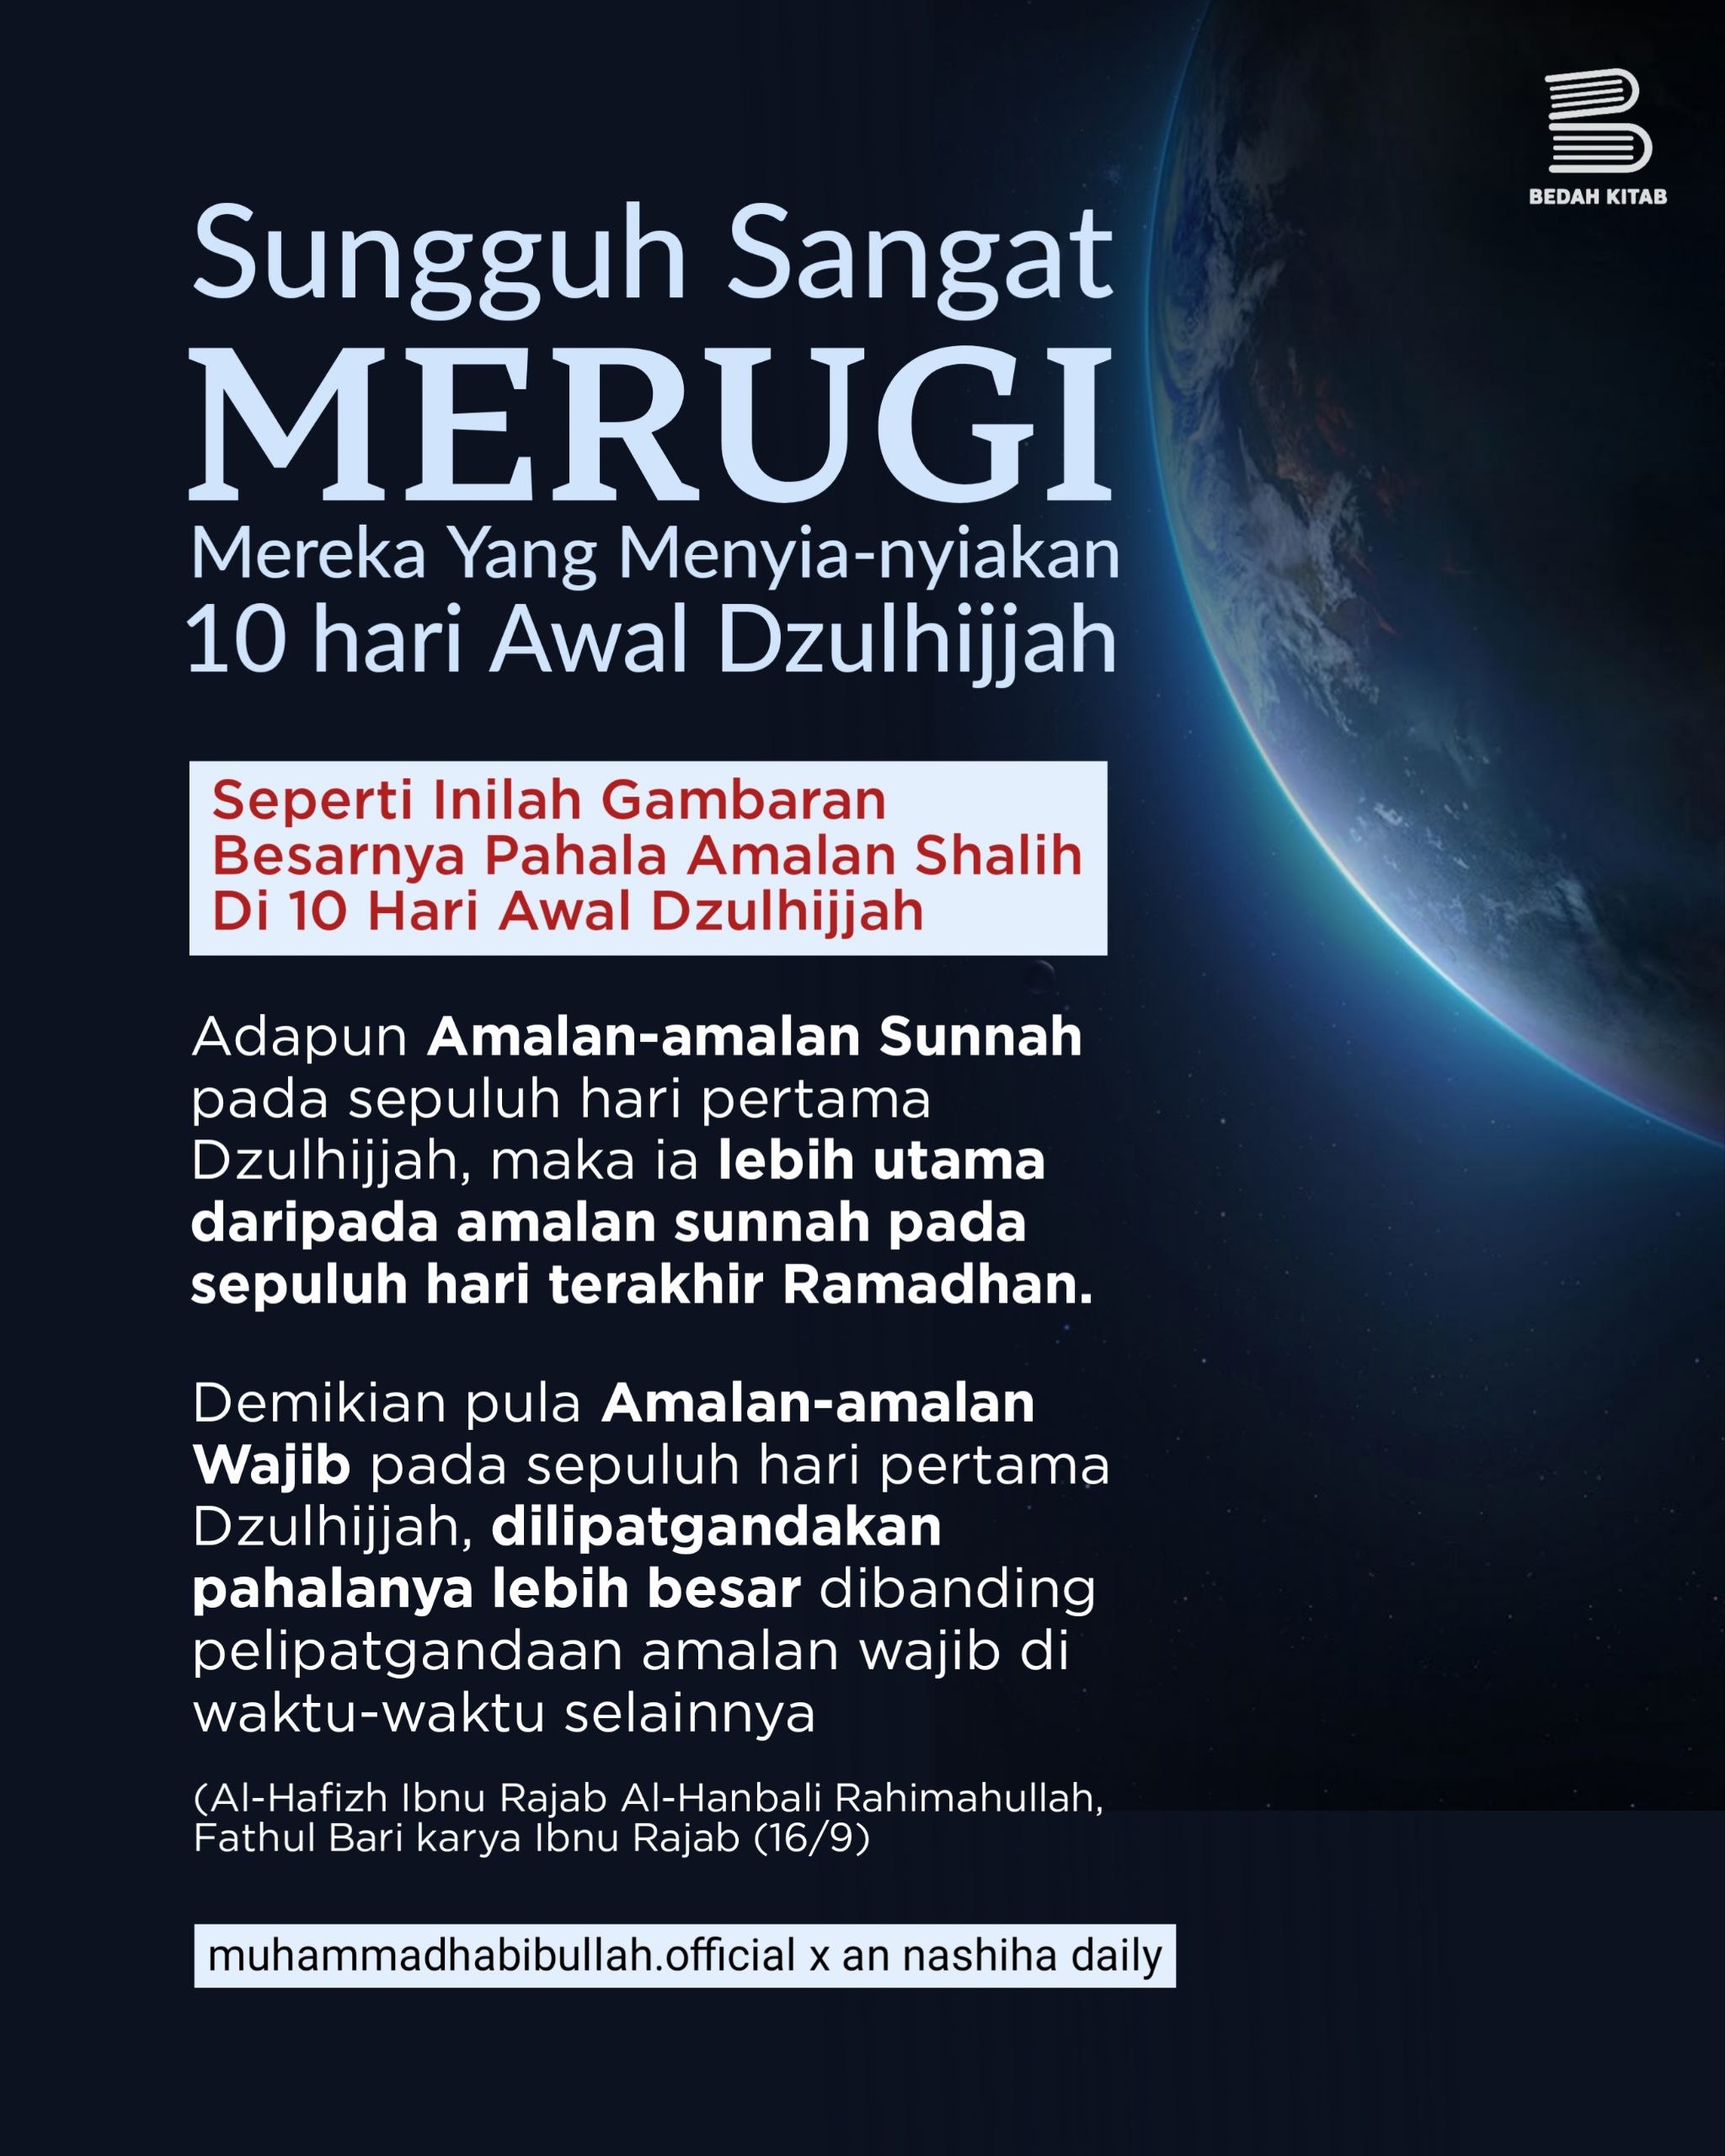 BEDAH KITAB
Sungguh Sangat
MERUGI
Mereka Yang Menyia-nyiakan
10 hari Awal Dzulhijjah
Seperti Inilah Gambaran
Besarnya Pahala Amalan Shalih
Di 10 Hari Awal Dzulhijjah
Adapun Amalan-amalan Sunnah
pada sepuluh hari pertama
Dzulhijjah, maka ia lebih utama
daripada amalan sunnah pada
sepuluh hari terakhir Ramadhan.
Demikian pula Amalan-amalan
Wajib pada sepuluh hari pertama
Dzulhijjah, dilipatgandakan
pahalanya lebih besar dibanding
pelipatgandaan amalan wajib di
waktu-waktu selainnya
(Al-Hafizh Ibnu Rajab Al-Hanbali Rahimahullah,
Fathul Bari karya Ibnu Rajab (16/9)
muhammadhabibullah.official x an nashiha daily